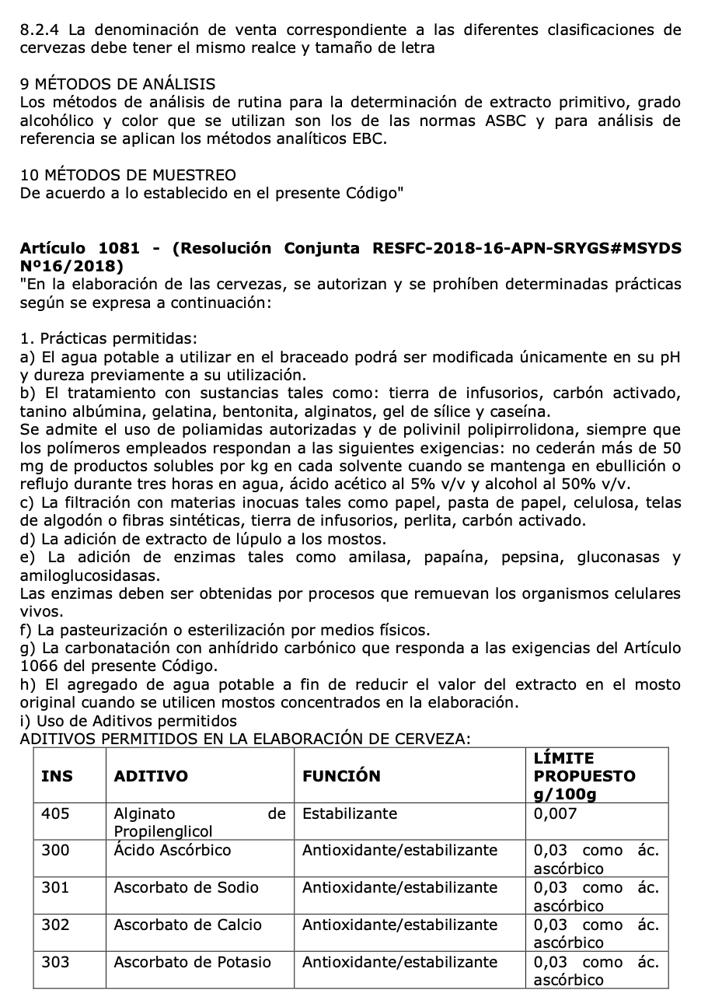 8.2.4 La denominación de venta correspondiente a las diferentes clasificaciones de
cervezas debe tener el mismo realce y tamaño de letra
9 MÉTODOS DE ANÁLISIS
Los métodos de análisis de rutina para la determinación de extracto primitivo, grado
alcohólico y color que se utilizan son los de las normas ASBC y para análisis de
referencia se aplican los métodos analíticos EBC.
10 MÉTODOS DE MUESTREO
De acuerdo a lo establecido en el presente Código"
Artículo 1081 - (Resolución Conjunta RESFC-2018-16-APN-SRYGS#MSYDS
Nº16/2018)
"En la elaboración de las cervezas, se autorizan y se prohíben determinadas prácticas
según se expresa a continuación:
1. Prácticas permitidas:
a) El agua potable a utilizar en el braceado podrá ser modificada únicamente en su pH
y dureza previamente a su utilización.
b) El tratamiento con sustancias tales como: tierra de infusorios, carbón activado,
tanino albúmina, gelatina, bentonita, alginatos, gel de sílice y caseína.
Se admite el uso de poliamidas autorizadas y de polivinil polipirrolidona, siempre que
los polímeros empleados respondan a las siguientes exigencias: no cederán más de 50
mg de productos solubles por kg en cada solvente cuando se mantenga en ebullición o
reflujo durante tres horas en agua, ácido acético al 5% v/v y alcohol al 50% v/v.
c) La filtración con materias inocuas tales como papel, pasta de papel, celulosa, telas
de algodón o fibras sintéticas, tierra de infusorios, perlita, carbón activado.
d) La adición de extracto de lúpulo a los mostos.
e) La adición de enzimas tales como amilasa, papaína, pepsina, gluconasas y
amiloglucosidasas.
Las enzimas deben ser obtenidas por procesos que remuevan los organismos celulares
vivos.
f) La pasteurización o esterilización por medios físicos.
g) La carbonatación con anhídrido carbónico que responda a las exigencias del Artículo
1066 del presente Código.
h) El agregado de agua potable a fin de reducir el valor del extracto en el mosto
original cuando se utilicen mostos concentrados en la elaboración.
i) Uso de Aditivos permitidos
ADITIVOS PERMITIDOS EN LA ELABORACIÓN DE CERVEZA:
INS ADITIVO FUNCIÓN LÍMITE
PROPUESTO
g/100g
405 Alginato de Estabilizante 0,007
Propilenglicol
300 Ácido Ascórbico Antioxidante/estabilizante 0,03 como ác.
ascórbico
301 Ascorbato de Sodio Antioxidante/estabilizante 0,03 como ác.
ascórbico
302 Ascorbato de Calcio Antioxidante/estabilizante 0,03 como ác.
ascórbico
303 Ascorbato de Potasio Antioxidante/estabilizante 0,03 como ác.
ascórbico